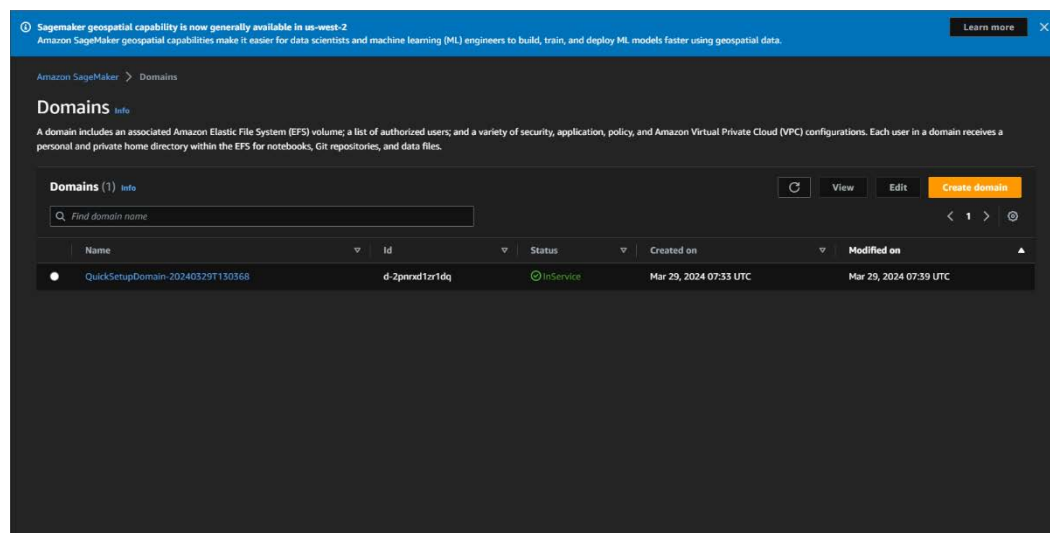 Sagemaker geospatial capability is now generally available in us-west-2
Amazon SageMaker geospatial capabilities make it easier for data scientists and machine learning (ML) engineers to build, train, and deploy ML models faster using geospatial data.
Learn more
Amazon SageMaker > Domains
Domains Info
A domain includes an associated Amazon Elastic File System (EFS) volume; a list of authorized users; and a variety of security, application, policy, and Amazon Virtual Private Cloud (VPC) configurations. Each user in a domain receives a
personal and private home directory within the EFS for notebooks, Git repositories, and data files.
Domains (1) Info
View Edit Create domain
Find domain name
< 1 >
Name Id Status Created on Modified on
QuickSetupDomain-20240329T130368 d-2pnrxd1zr1dq InService Mar 29, 2024 07:33 UTC Mar 29, 2024 07:39 UTC